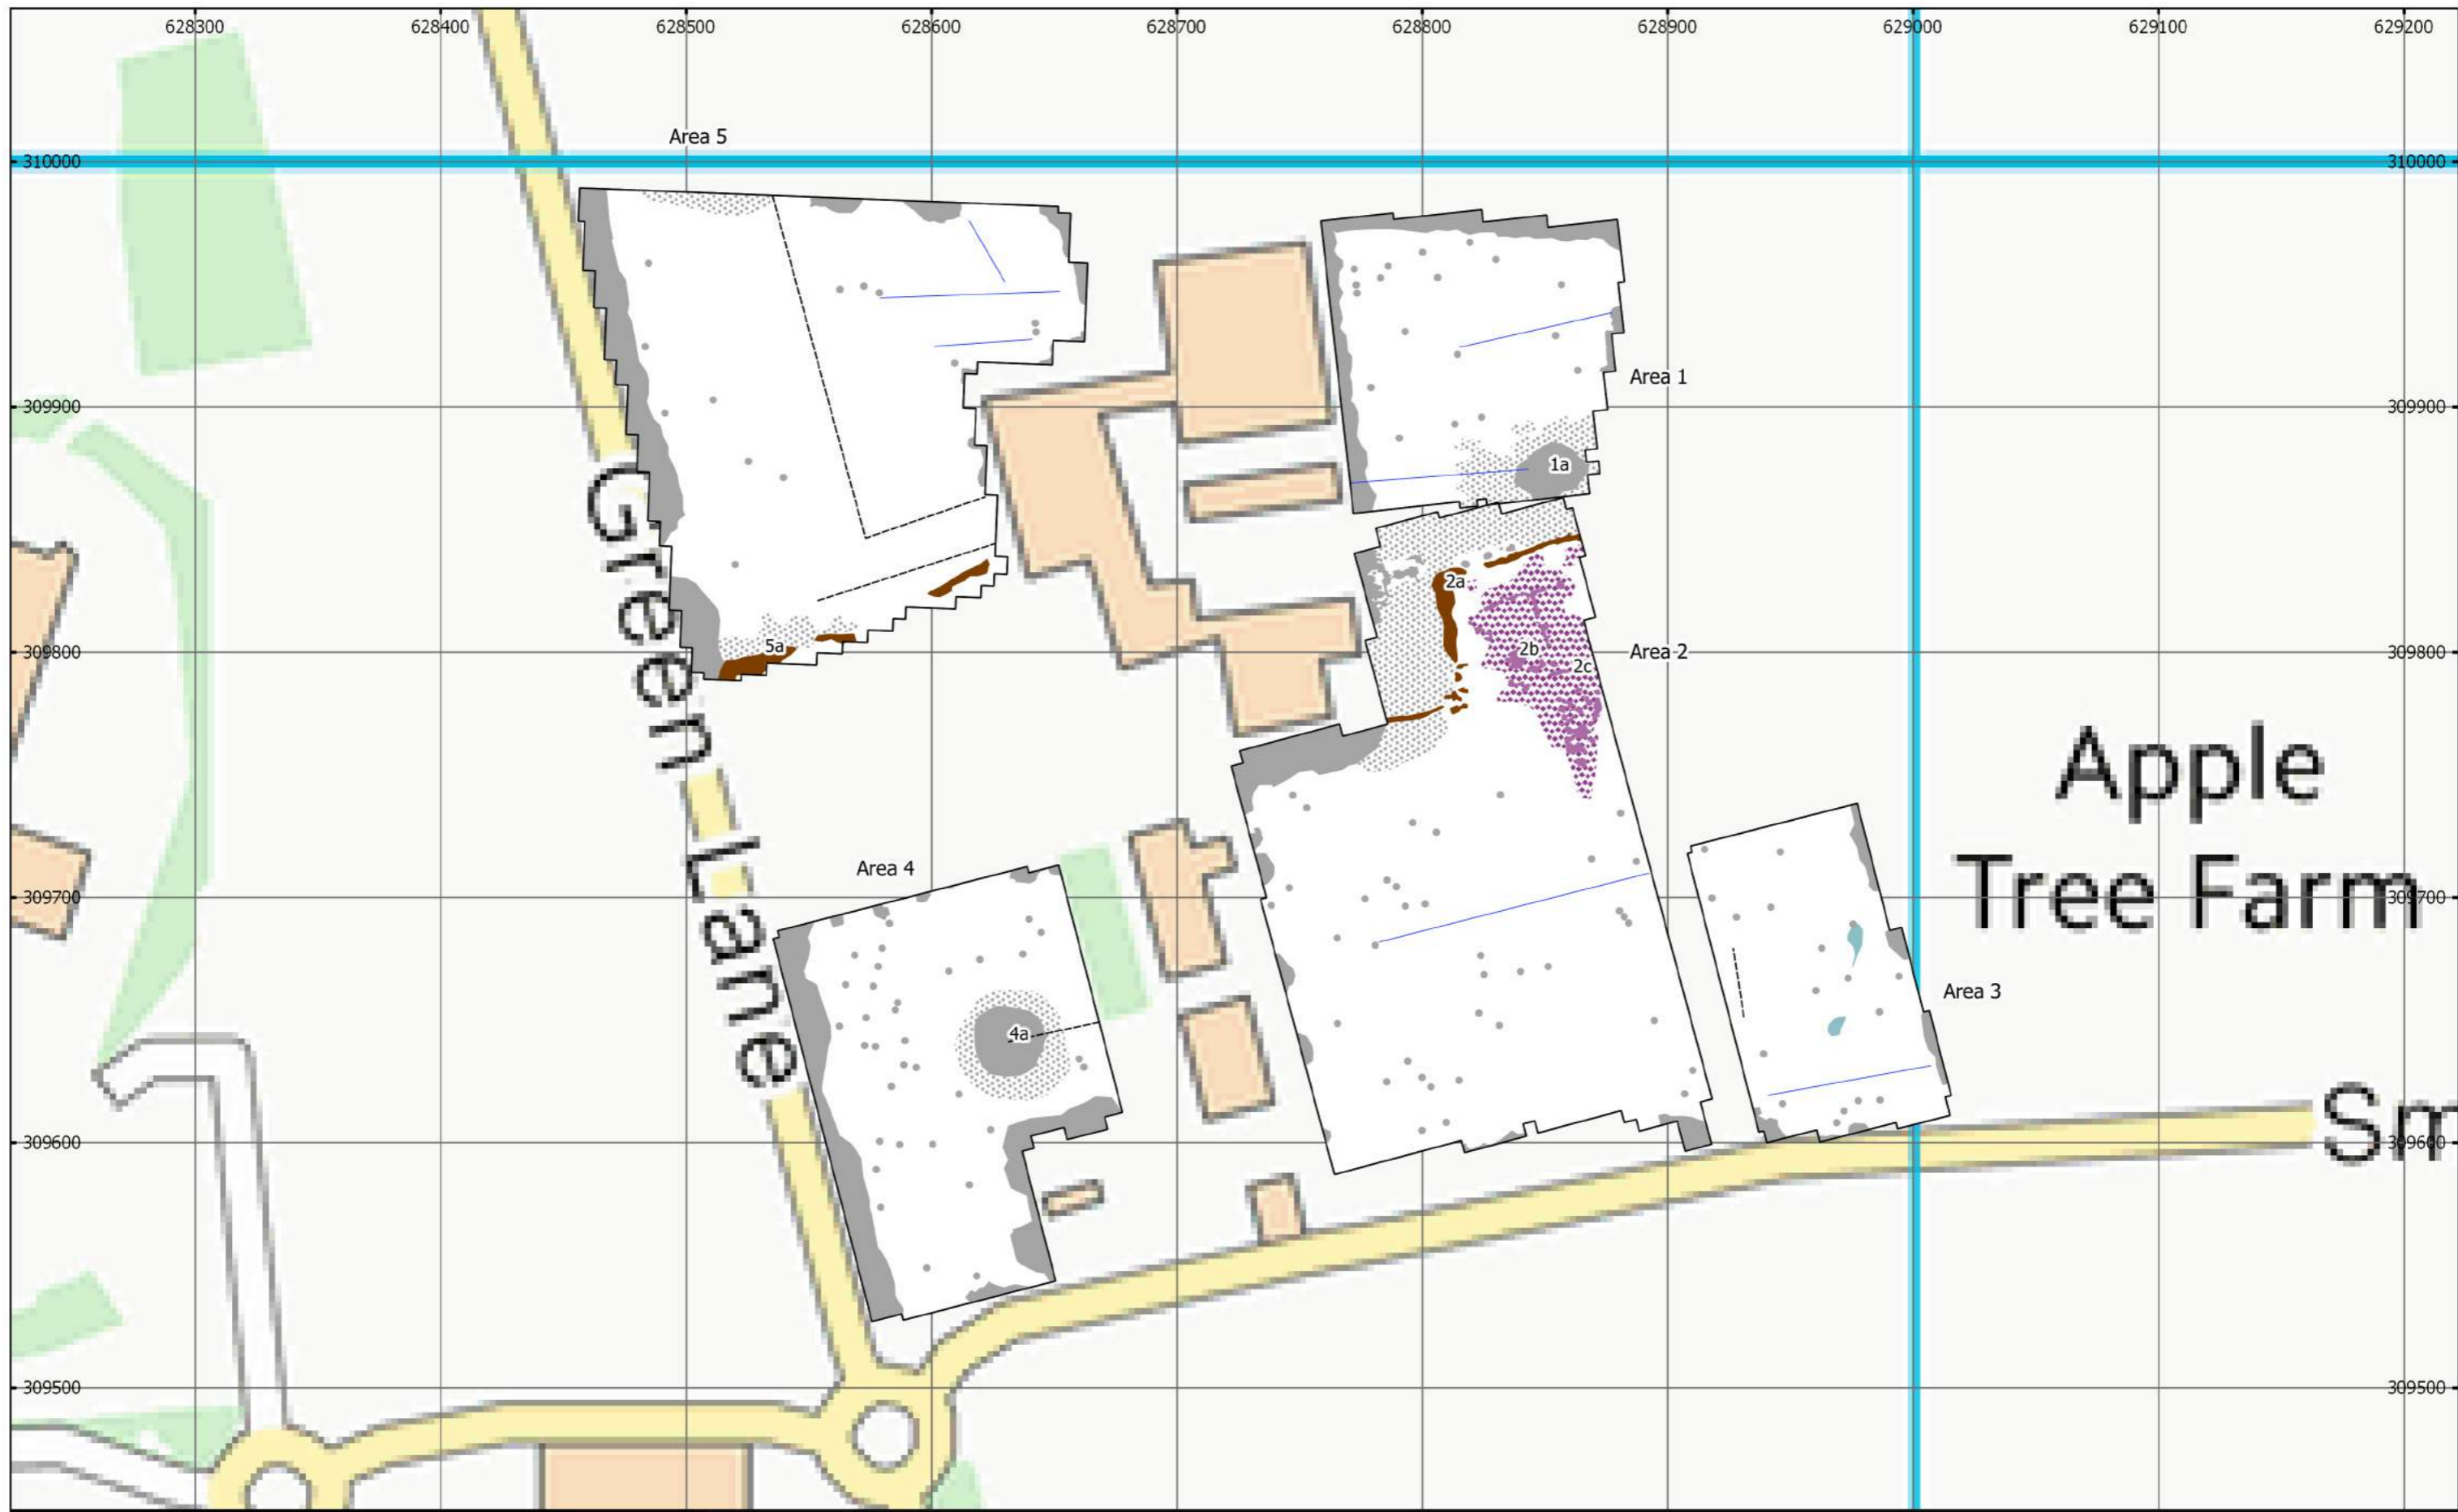 628300 628400 628500 628600 628700 628800 628900 629000 629100 629200
Area 5
310000 310000
309900 309900
Area 1
1a
2a
5a
2b
2c
309800 309800
Area 2
Green Lane
Apple
Tree Farm
Area 4
309700 309700
Area 3
4a
Sm
309600 309600
309500 309500